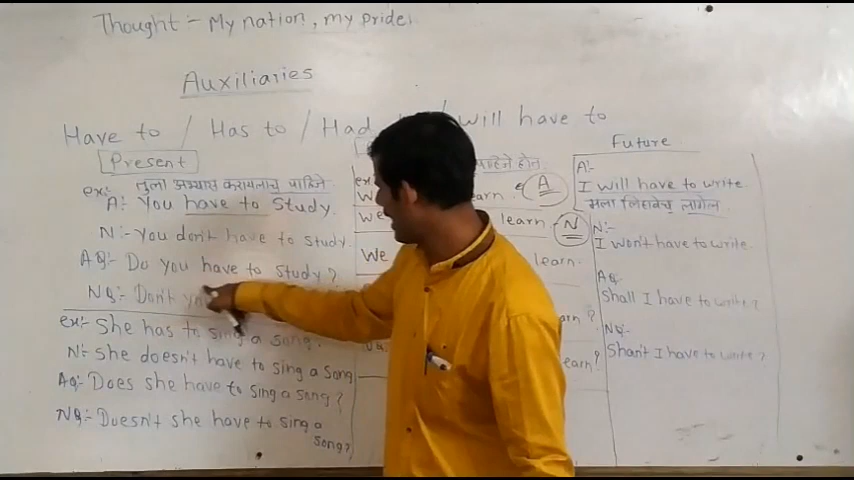 Thought :- My nation, my pride.
Auxiliaries
Have to / Has to / Had / will have to
Present
ex:- तुला अभ्यास करायलाच पाहिजे
A:- You have to study.
N:- You don't have to study.
AQ:- Do you have to study?
NQ:- Don't
ex:- She has to sing a song.
N:- She doesn't have to sing a song
AQ:- Does she have to sing a song?
NQ:- Doesn't she have to sing a song?
पाहिजे होत
ex:
We learn. A
We learn. N
We learn.
learn?
Future
A:-
I will have to write.
मला लिहावेच लागेल.
N:-
I won't have to write.
AQ:-
Shall I have to write?
NQ:-
Shan't I have to write?